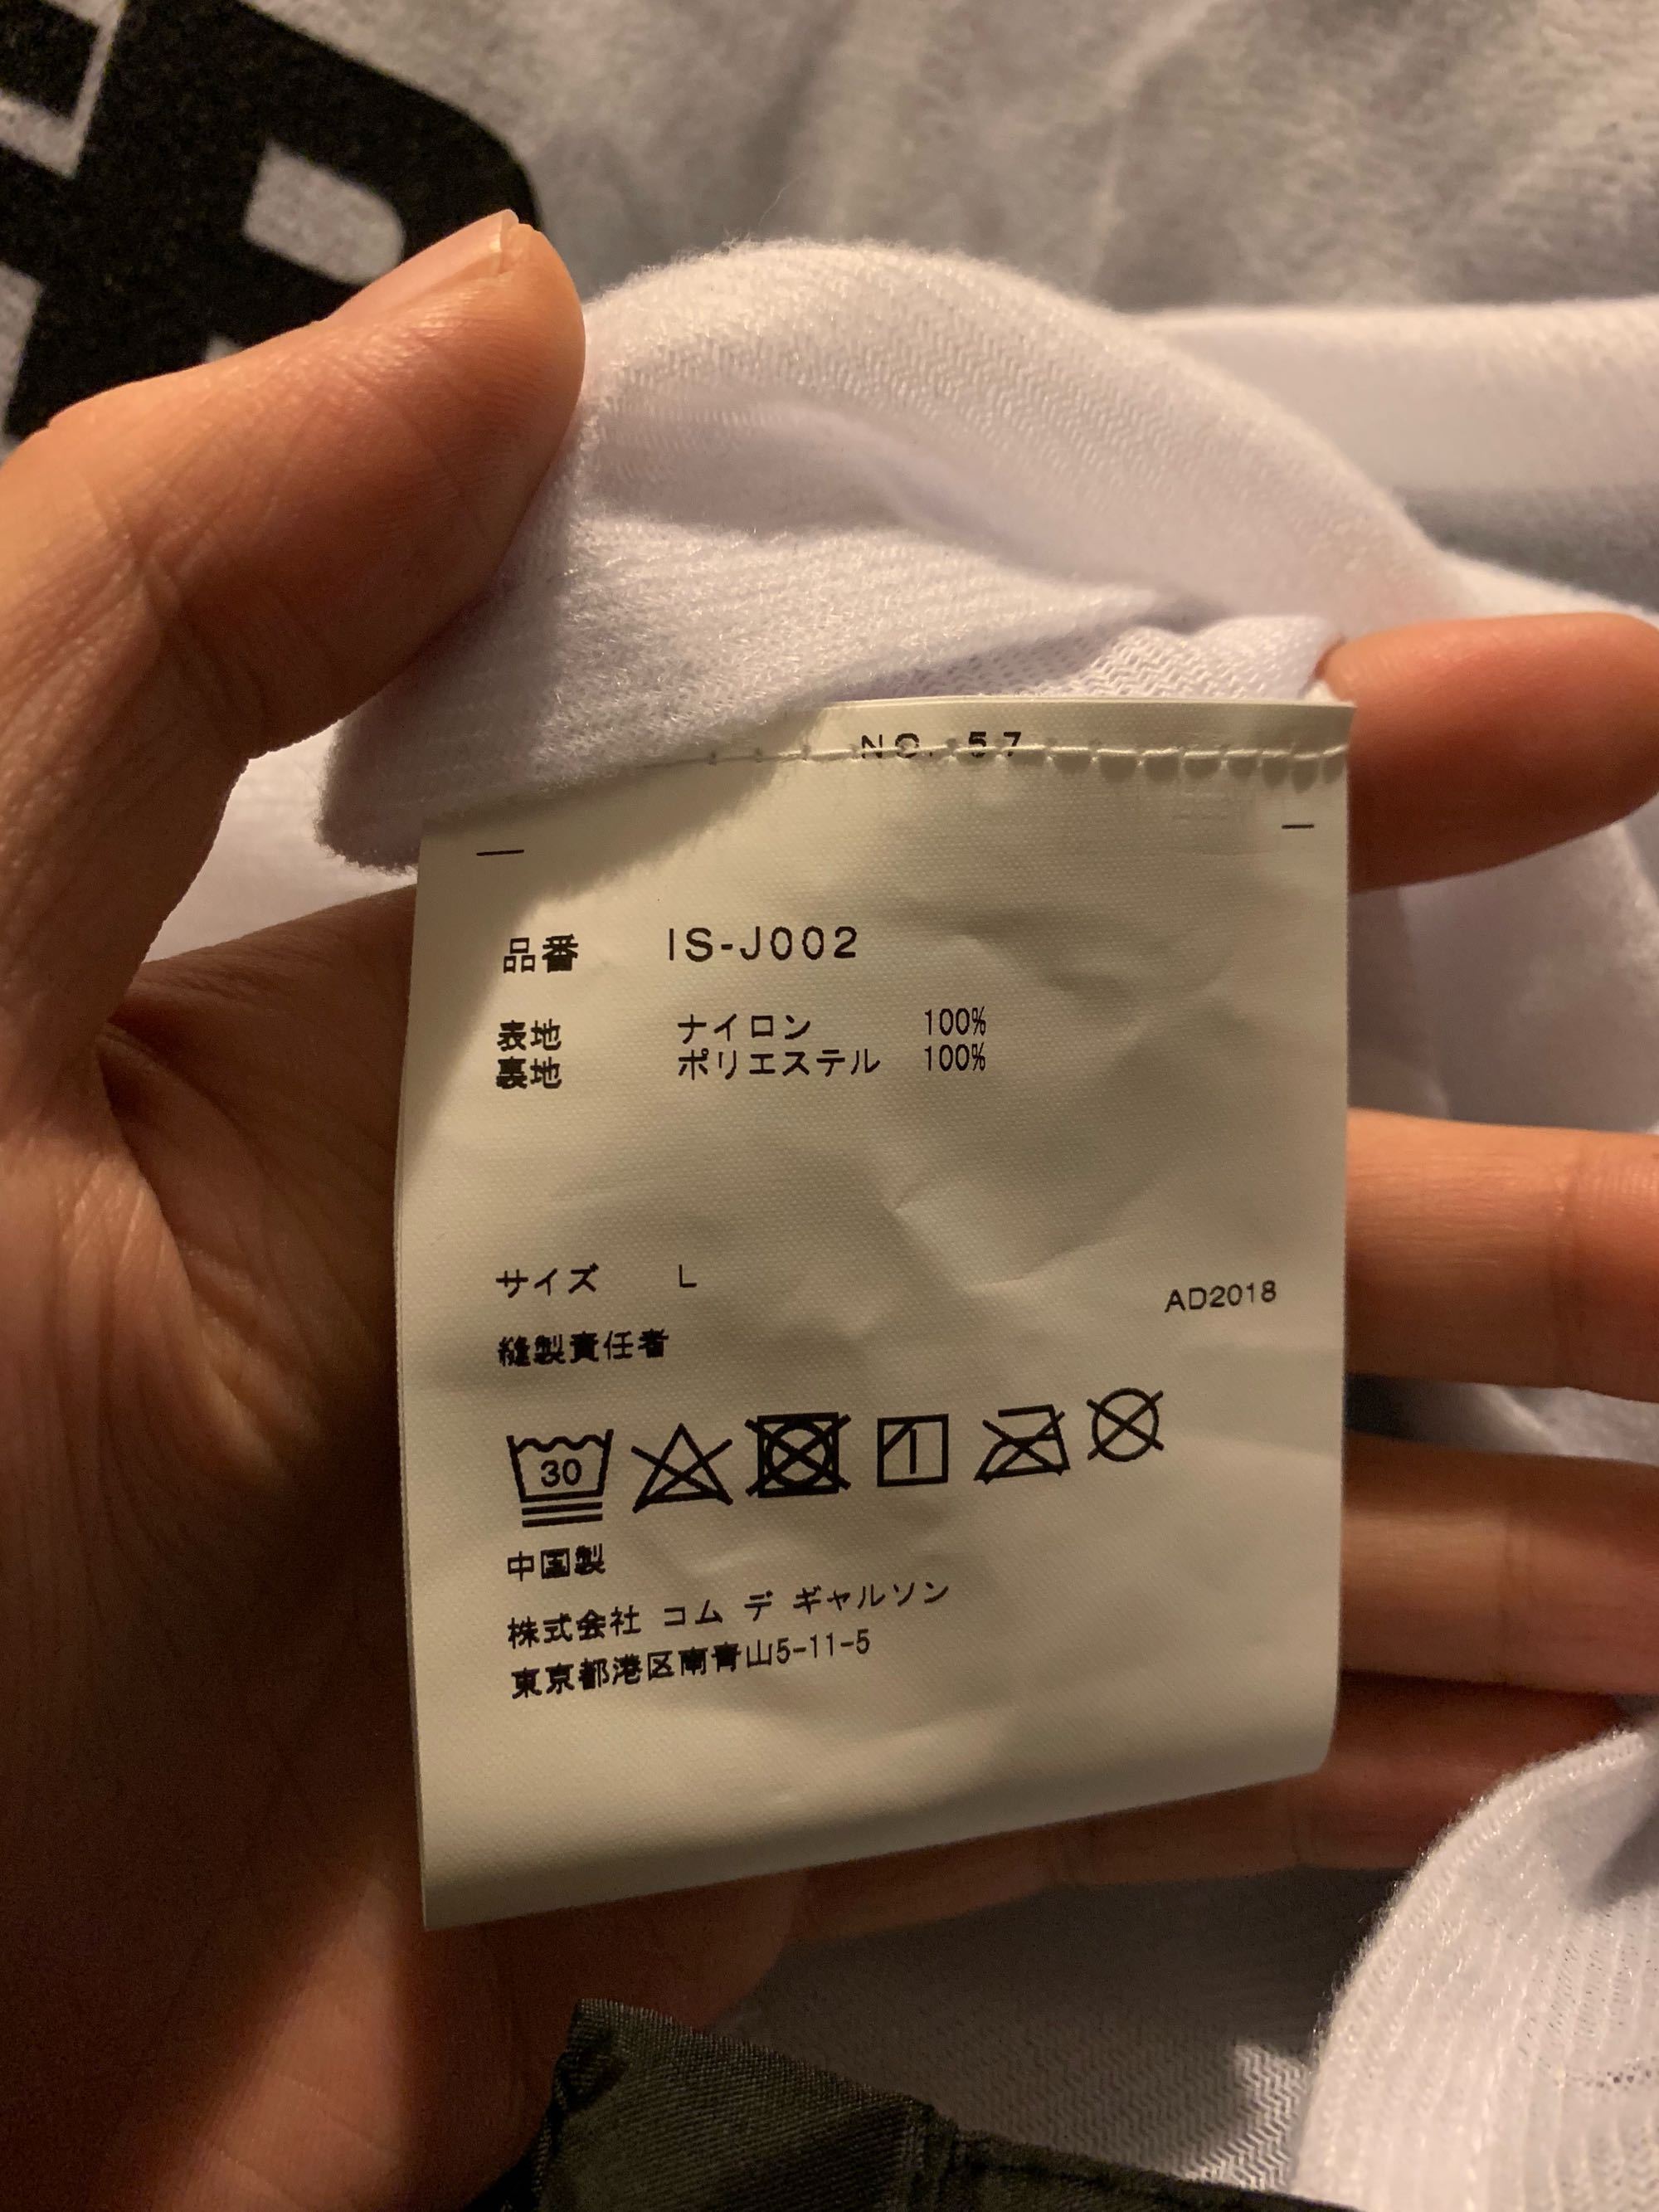 NO. 57
品番 IS-J002
表地 ナイロン 100%
裏地 ポリエステル 100%
サイズ L
AD2018
縫製責任者
30
中国製
株式会社 コム デ ギャルソン
東京都港区南青山5-11-5